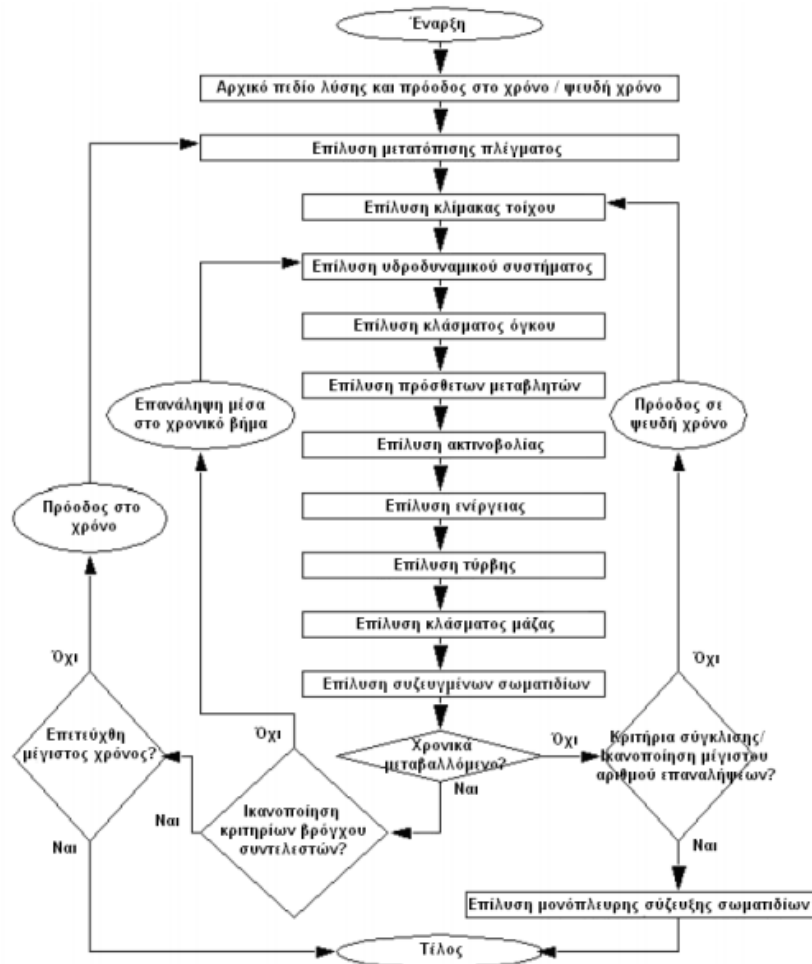 Έναρξη
Αρχικό πεδίο λύσης και πρόοδος στο χρόνο / ψευδή χρόνο
Επίλυση μετατόπισης πλέγματος
Επίλυση κλίμακας τοίχου
Επίλυση υδροδυναμικού συστήματος
Επίλυση κλάσματος όγκου
Επίλυση πρόσθετων μεταβλητών
Επανάληψη μέσα
στο χρονικό βήμα
Πρόοδος σε
ψευδή χρόνο
Επίλυση ακτινοβολίας
Επίλυση ενέργειας
Πρόοδος στο
χρόνο
Επίλυση τύρβης
Επίλυση κλάσματος μάζας
Επίλυση συζευγμένων σωματιδίων
Όχι
Όχι
Επετεύχθη
μέγιστος χρόνος?
Όχι
Χρονικά
μεταβαλλόμενο?
Όχι
Κριτήρια σύγκλισης/
Ικανοποίηση μέγιστου
αριθμού επαναλήψεων?
Ναι
Ικανοποίηση
κριτηρίων βρόγχου
συντελεστών?
Ναι
Ναι
Ναι
Επίλυση μονόπλευρης σύζευξης σωματιδίων
Τέλος